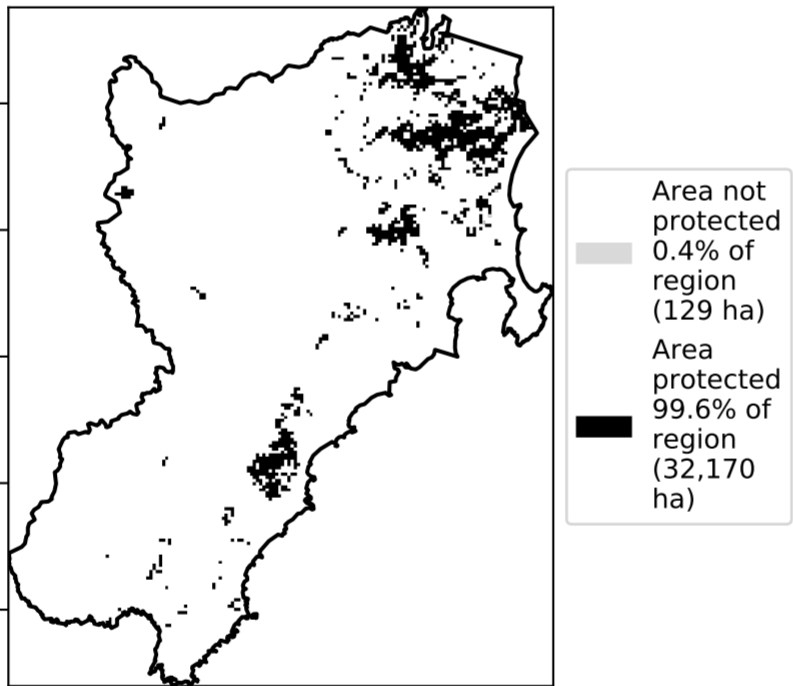 Area not
protected
0.4% of
region
(129 ha)
Area
protected
99.6% of
region
(32,170
ha)